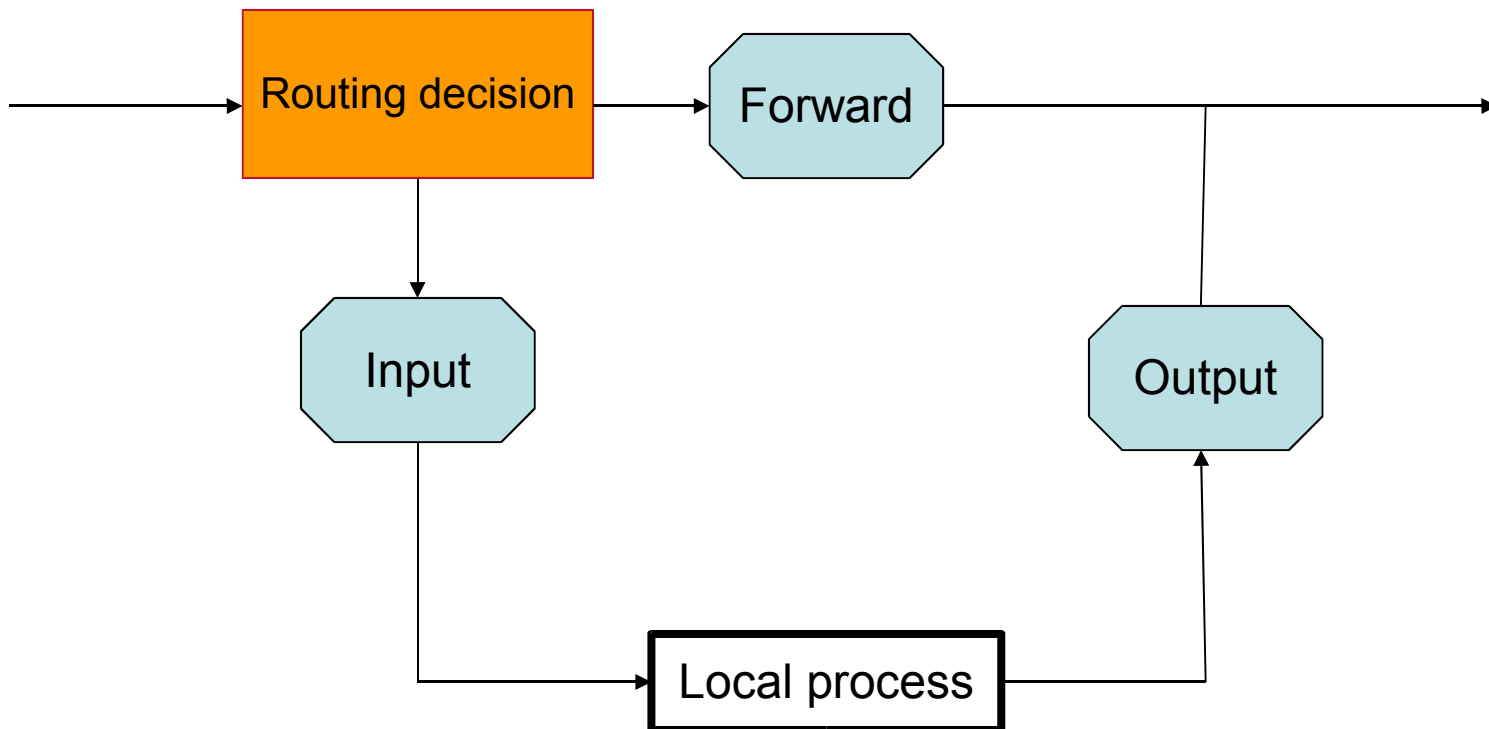 Routing decision
Forward
Input
Output
Local process